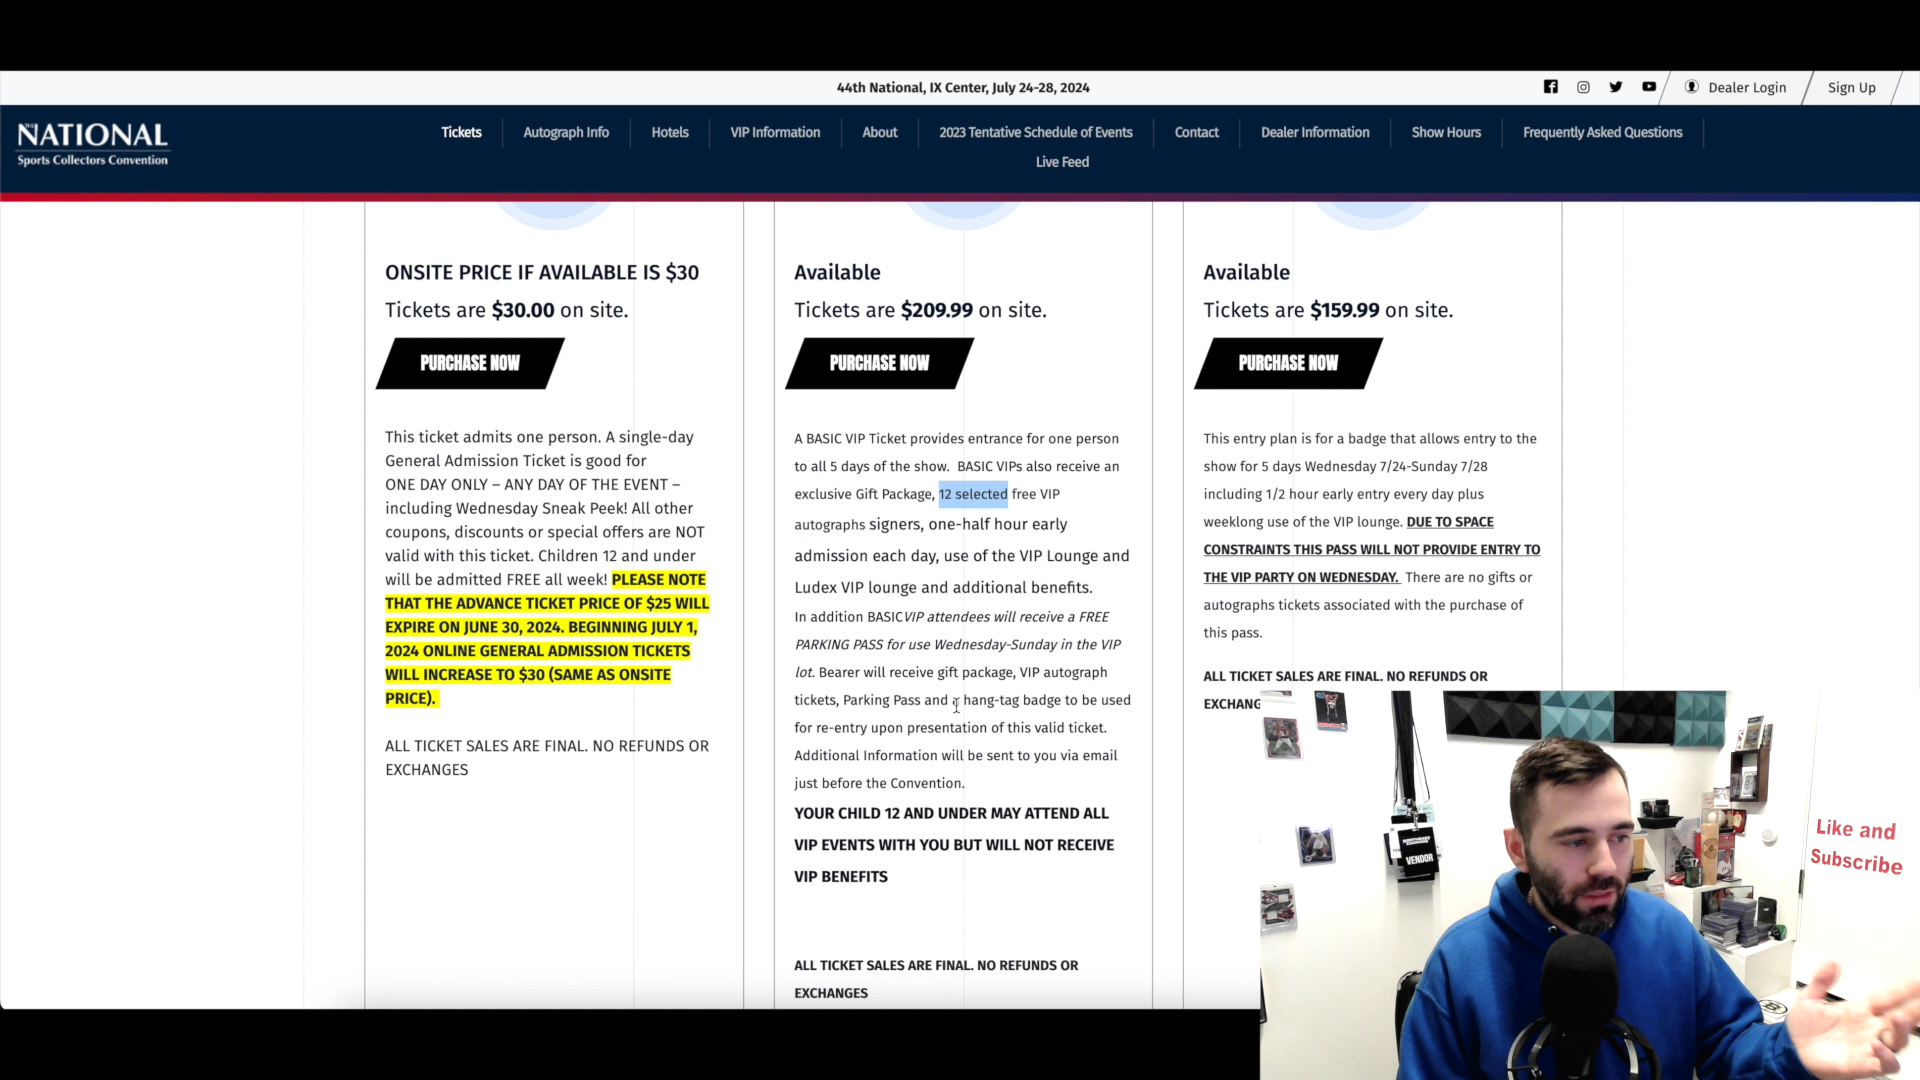 44th National, IX Center, July 24-28, 2024
Dealer Login
Sign Up
THE
NATIONAL
Sports Collectors Convention
Tickets
Autograph Info
Hotels
VIP Information
About
2023 Tentative Schedule of Events
Contact
Dealer Information
Show Hours
Frequently Asked Questions
Live Feed
ONSITE PRICE IF AVAILABLE IS $30
Tickets are $30.00 on site.
PURCHASE NOW
This ticket admits one person. A single-day
General Admission Ticket is good for
ONE DAY ONLY – ANY DAY OF THE EVENT –
including Wednesday Sneak Peek! All other
coupons, discounts or special offers are NOT
valid with this ticket. Children 12 and under
will be admitted FREE all week! PLEASE NOTE
THAT THE ADVANCE TICKET PRICE OF $25 WILL
EXPIRE ON JUNE 30, 2024. BEGINNING JULY 1,
2024 ONLINE GENERAL ADMISSION TICKETS
WILL INCREASE TO $30 (SAME AS ONSITE
PRICE).
ALL TICKET SALES ARE FINAL. NO REFUNDS OR
EXCHANGES
Available
Tickets are $209.99 on site.
PURCHASE NOW
A BASIC VIP Ticket provides entrance for one person
to all 5 days of the show. BASIC VIPs also receive an
exclusive Gift Package, 12 selected free VIP
autographs signers, one-half hour early
admission each day, use of the VIP Lounge and
Ludex VIP lounge and additional benefits.
In addition BASICVIP attendees will receive a FREE
PARKING PASS for use Wednesday-Sunday in the VIP
lot. Bearer will receive gift package, VIP autograph
tickets, Parking Pass and a hang-tag badge to be used
for re-entry upon presentation of this valid ticket.
Additional Information will be sent to you via email
just before the Convention.
YOUR CHILD 12 AND UNDER MAY ATTEND ALL
VIP EVENTS WITH YOU BUT WILL NOT RECEIVE
VIP BENEFITS
ALL TICKET SALES ARE FINAL. NO REFUNDS OR
EXCHANGES
Available
Tickets are $159.99 on site.
PURCHASE NOW
This entry plan is for a badge that allows entry to the
show for 5 days Wednesday 7/24-Sunday 7/28
including 1/2 hour early entry every day plus
weeklong use of the VIP lounge. DUE TO SPACE
CONSTRAINTS THIS PASS WILL NOT PROVIDE ENTRY TO
THE VIP PARTY ON WEDNESDAY. There are no gifts or
autographs tickets associated with the purchase of
this pass.
ALL TICKET SALES ARE FINAL. NO REFUNDS OR
EXCHANG
VENDOR
Like and
Subscribe